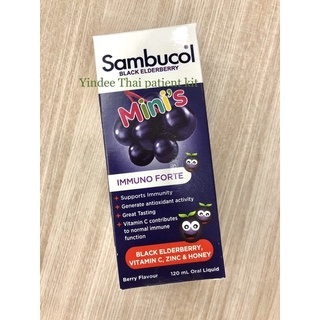 Sambucol®
BLACK ELDERBERRY
Yindee Thai patient kit
Mini's
IMMUNO FORTE
• Supports Immunity
• Generate antioxidant activity
• Great Tasting
• Vitamin C contributes
to normal immune
function
BLACK ELDERBERRY,
VITAMIN C, ZINC & HONEY
Berry Flavour
120 mL Oral Liquid